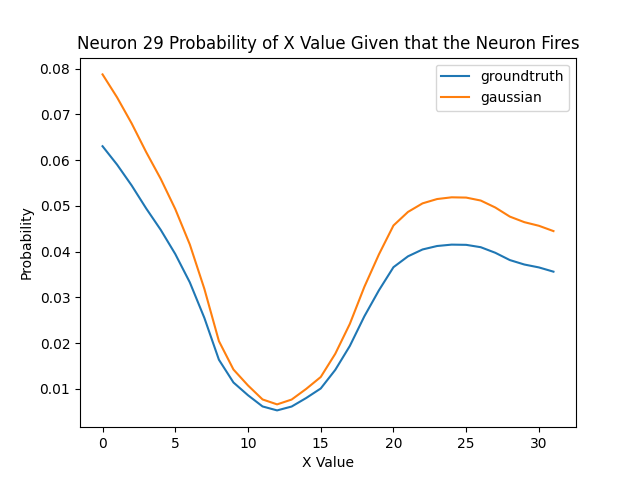 Neuron 29 Probability of X Value Given that the Neuron Fires
groundtruth
gaussian
Probability
0.08
0.07
0.06
0.05
0.04
0.03
0.02
0.01
0 5 10 15 20 25 30
X Value